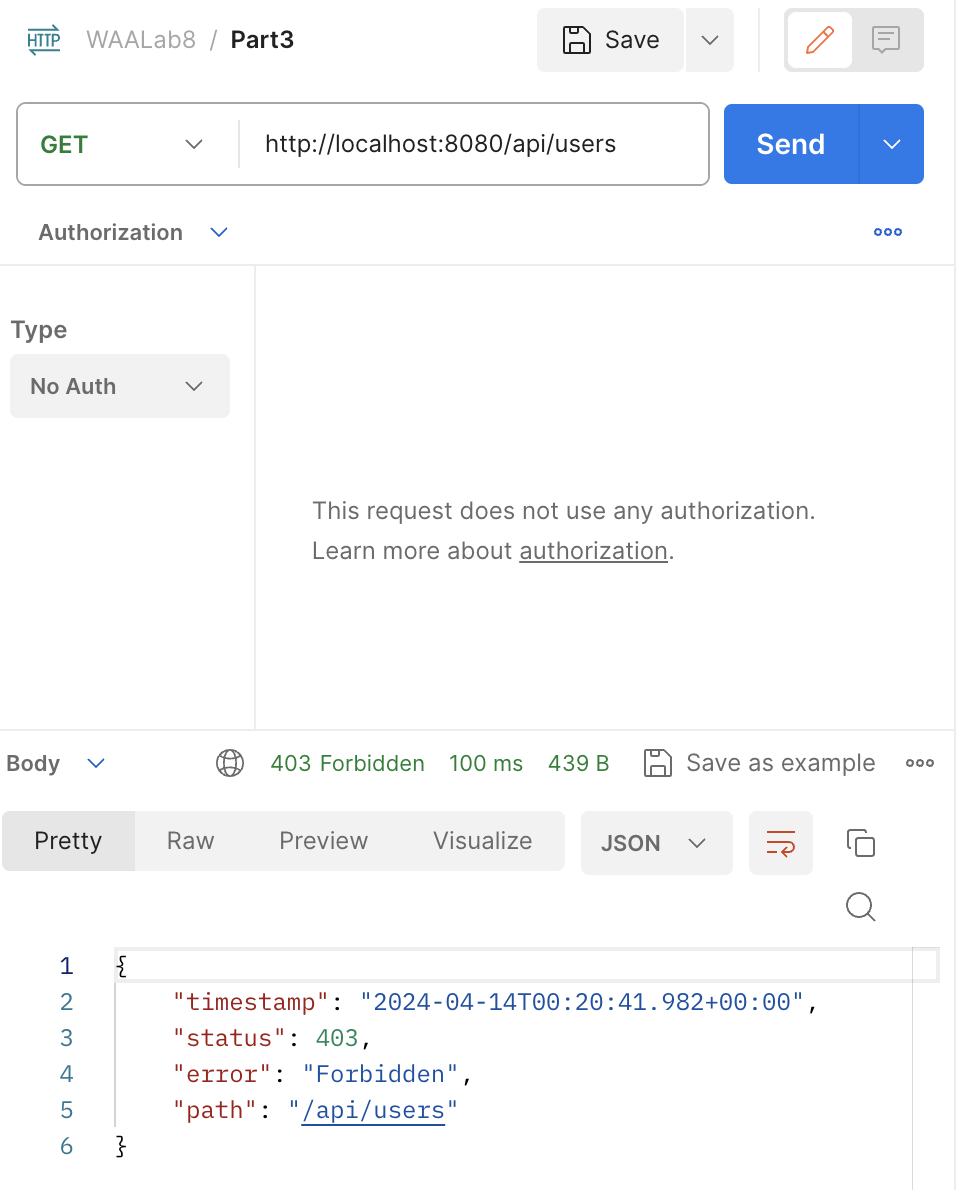 HTTP WAALab8 / Part3 Save
GET http://localhost:8080/api/users Send
Authorization
Type
No Auth
This request does not use any authorization.
Learn more about authorization.
Body 403 Forbidden 100 ms 439 B Save as example
Pretty Raw Preview Visualize JSON
1 {
2 "timestamp": "2024-04-14T00:20:41.982+00:00",
3 "status": 403,
4 "error": "Forbidden",
5 "path": "/api/users"
6 }